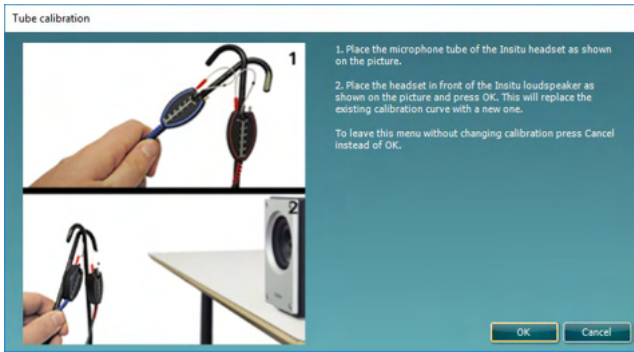 Tube calibration
1
1. Place the microphone tube of the Insitu headset as shown
on the picture.
2. Place the headset in front of the Insitu loudspeaker as
shown on the picture and press OK. This will replace the
existing calibration curve with a new one.
To leave this menu without changing calibration press Cancel
instead of OK.
2
OK
Cancel